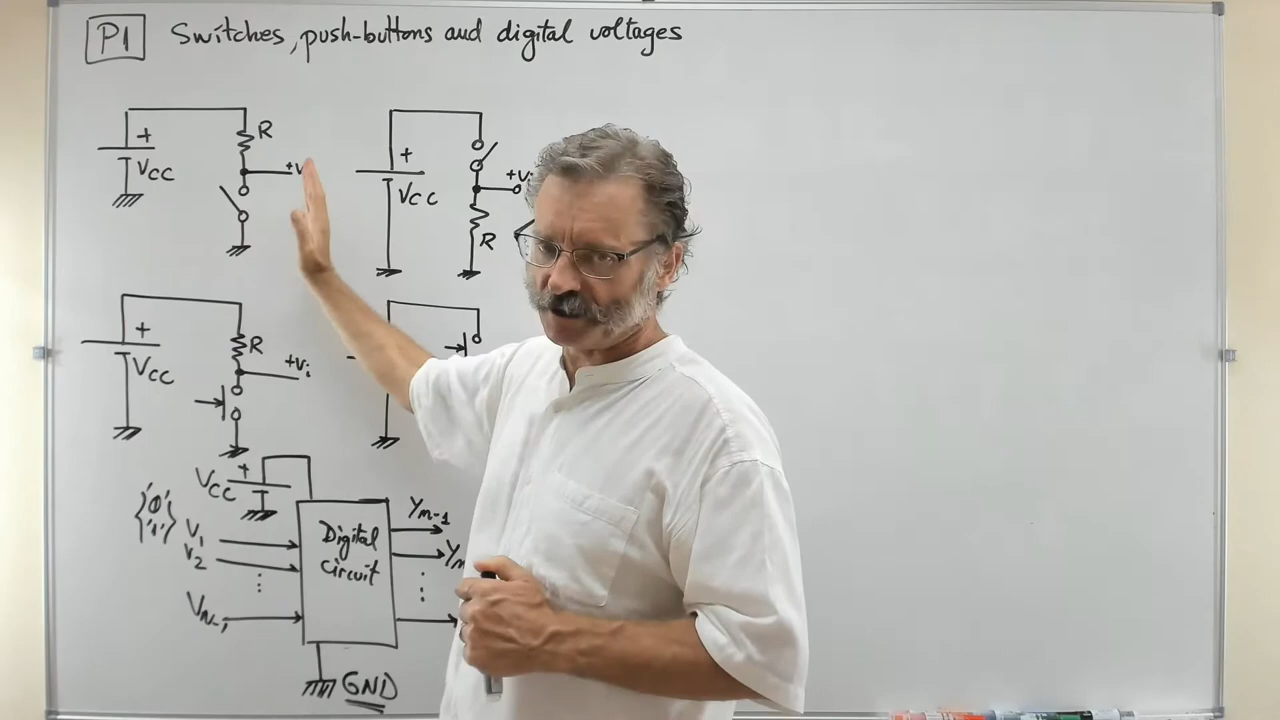 P1 Switches, push-buttons and digital voltages
+ R
+V
VCC
+ +Vi
VCC
R
+ R
+Vi
VCC
VCC +
'0' V1
'1' V2
⋮
VN-1
Digital
circuit
Ym-1
⋮
GND